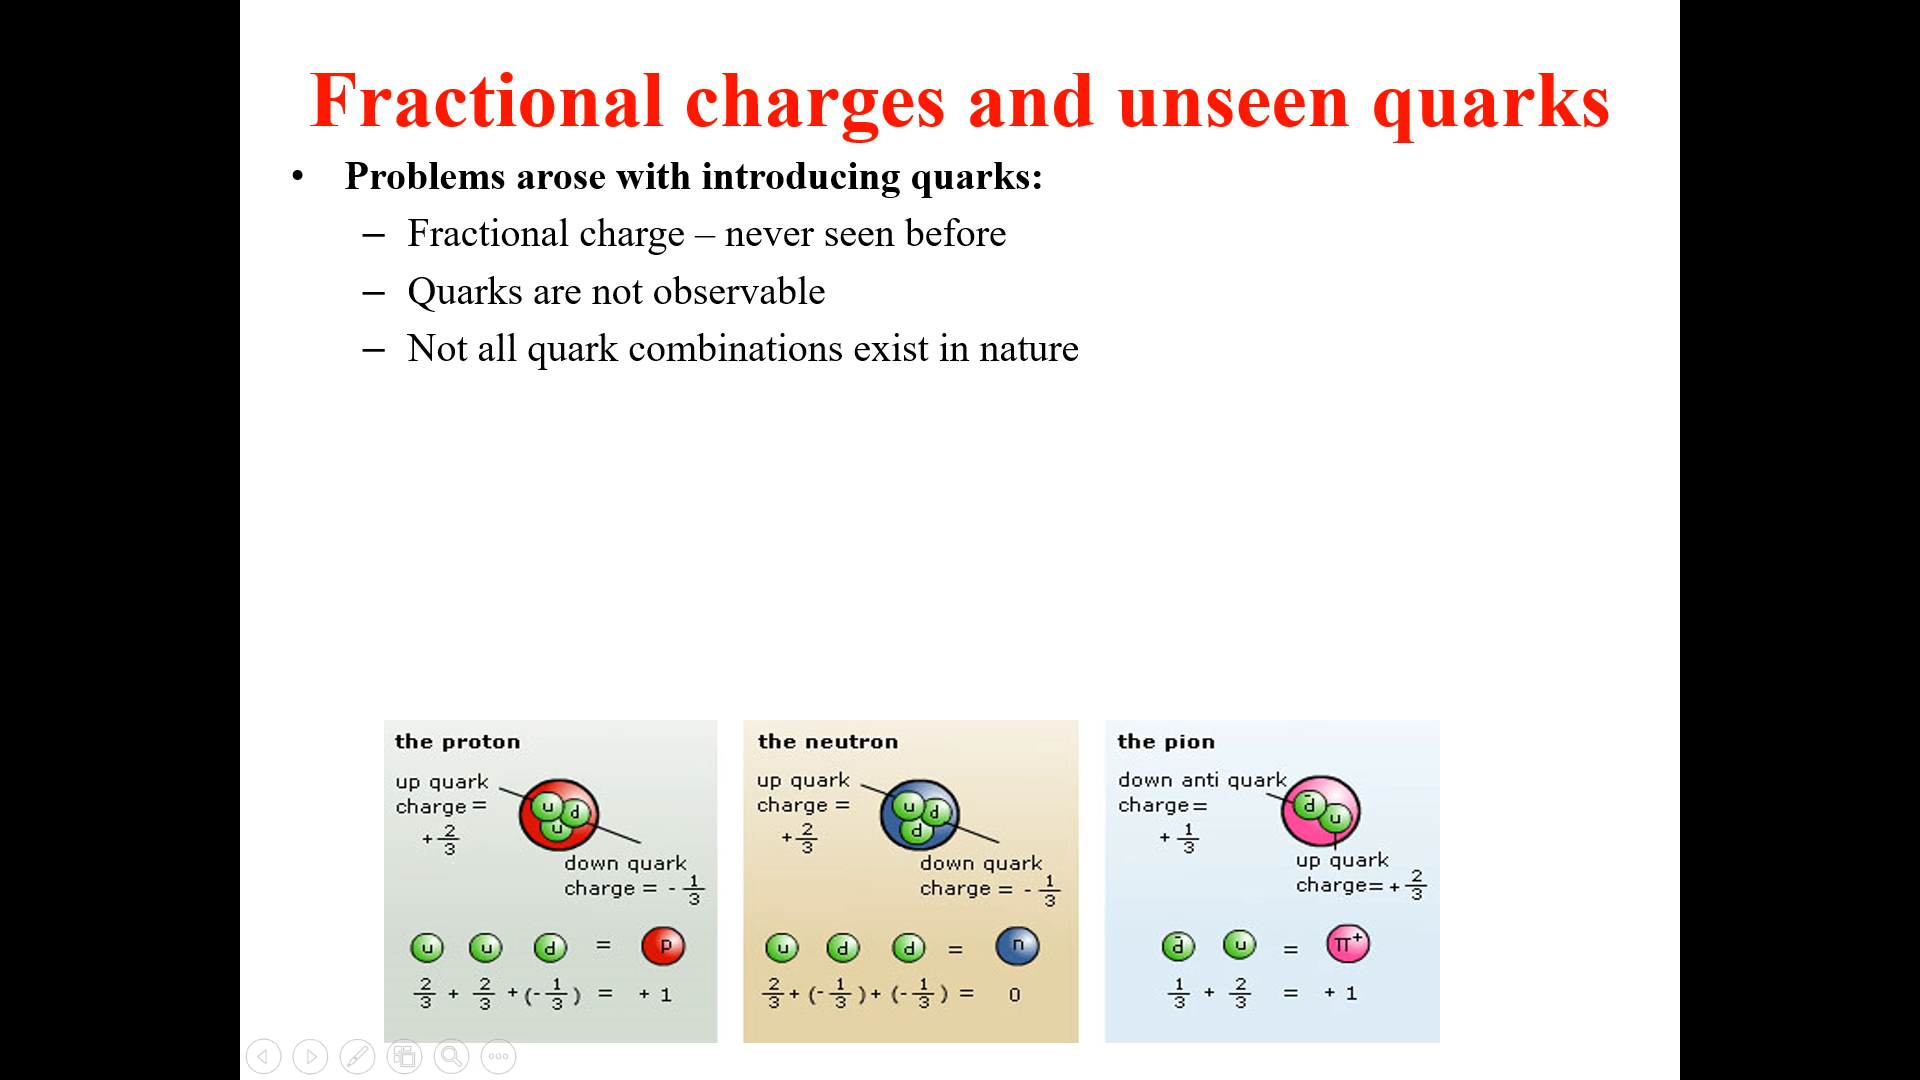 Fractional charges and unseen quarks
• Problems arose with introducing quarks:
– Fractional charge – never seen before
– Quarks are not observable
– Not all quark combinations exist in nature
the proton
up quark
charge =
+ 2/3
u d
u
down quark
charge = - 1/3
u u d = p
2/3 + 2/3 + (- 1/3) = + 1
the neutron
up quark
charge =
+ 2/3
u d
d
down quark
charge = - 1/3
u d d = n
2/3 + (- 1/3) + (- 1/3) = 0
the pion
down anti quark
charge =
+ 1/3
d̄ u
up quark
charge= + 2/3
d̄ u = π⁺
1/3 + 2/3 = + 1